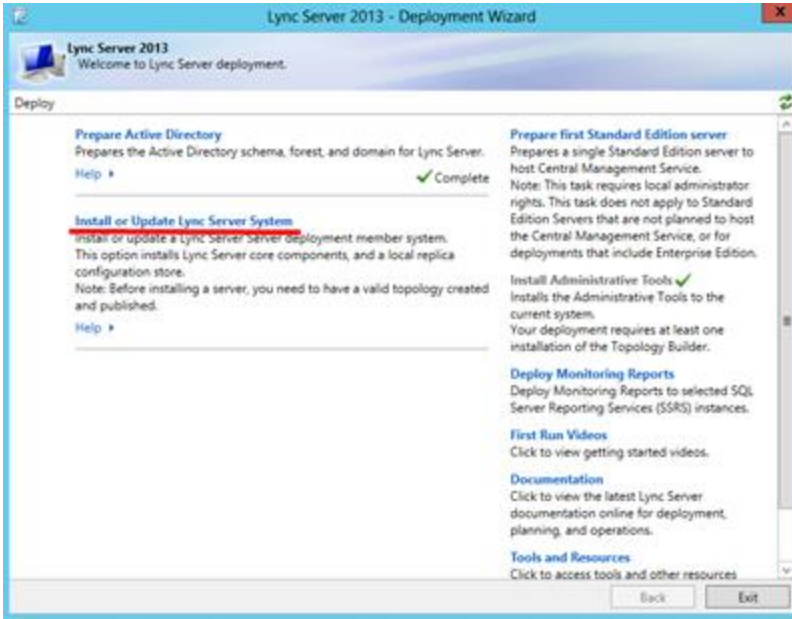 Lync Server 2013 - Deployment Wizard
X
Lync Server 2013
Welcome to Lync Server deployment.
Deploy
Prepare Active Directory
Prepares the Active Directory schema, forest, and domain for Lync Server.
Help
Complete
Install or Update Lync Server System
Install or update a Lync Server Server deployment member system.
This option installs Lync Server core components, and a local replica
configuration store.
Note: Before installing a server, you need to have a valid topology created
and published.
Help
Prepare first Standard Edition server
Prepares a single Standard Edition server to
host Central Management Service.
Note: This task requires local administrator
rights. This task does not apply to Standard
Edition Servers that are not planned to host
the Central Management Service, or for
deployments that include Enterprise Edition.
Install Administrative Tools
Installs the Administrative Tools to the
current system.
Your deployment requires at least one
installation of the Topology Builder.
Deploy Monitoring Reports
Deploy Monitoring Reports to selected SQL
Server Reporting Services (SSRS) instances.
First Run Videos
Click to view getting started videos.
Documentation
Click to view the latest Lync Server
documentation online for deployment,
planning, and operations.
Tools and Resources
Click to access tools and other resources
Back
Exit